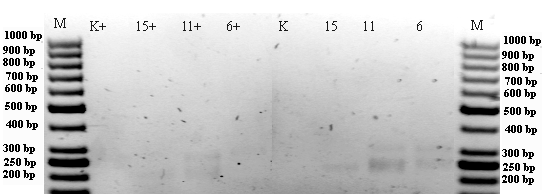 M K+ 15+ 11+ 6+ K 15 11 6 M
1000 bp 1000 bp
900 bp 900 bp
800 bp 800 bp
700 bp 700 bp
600 bp 600 bp
500 bp 500 bp
400 bp 400 bp
300 bp 300 bp
250 bp 250 bp
200 bp 200 bp